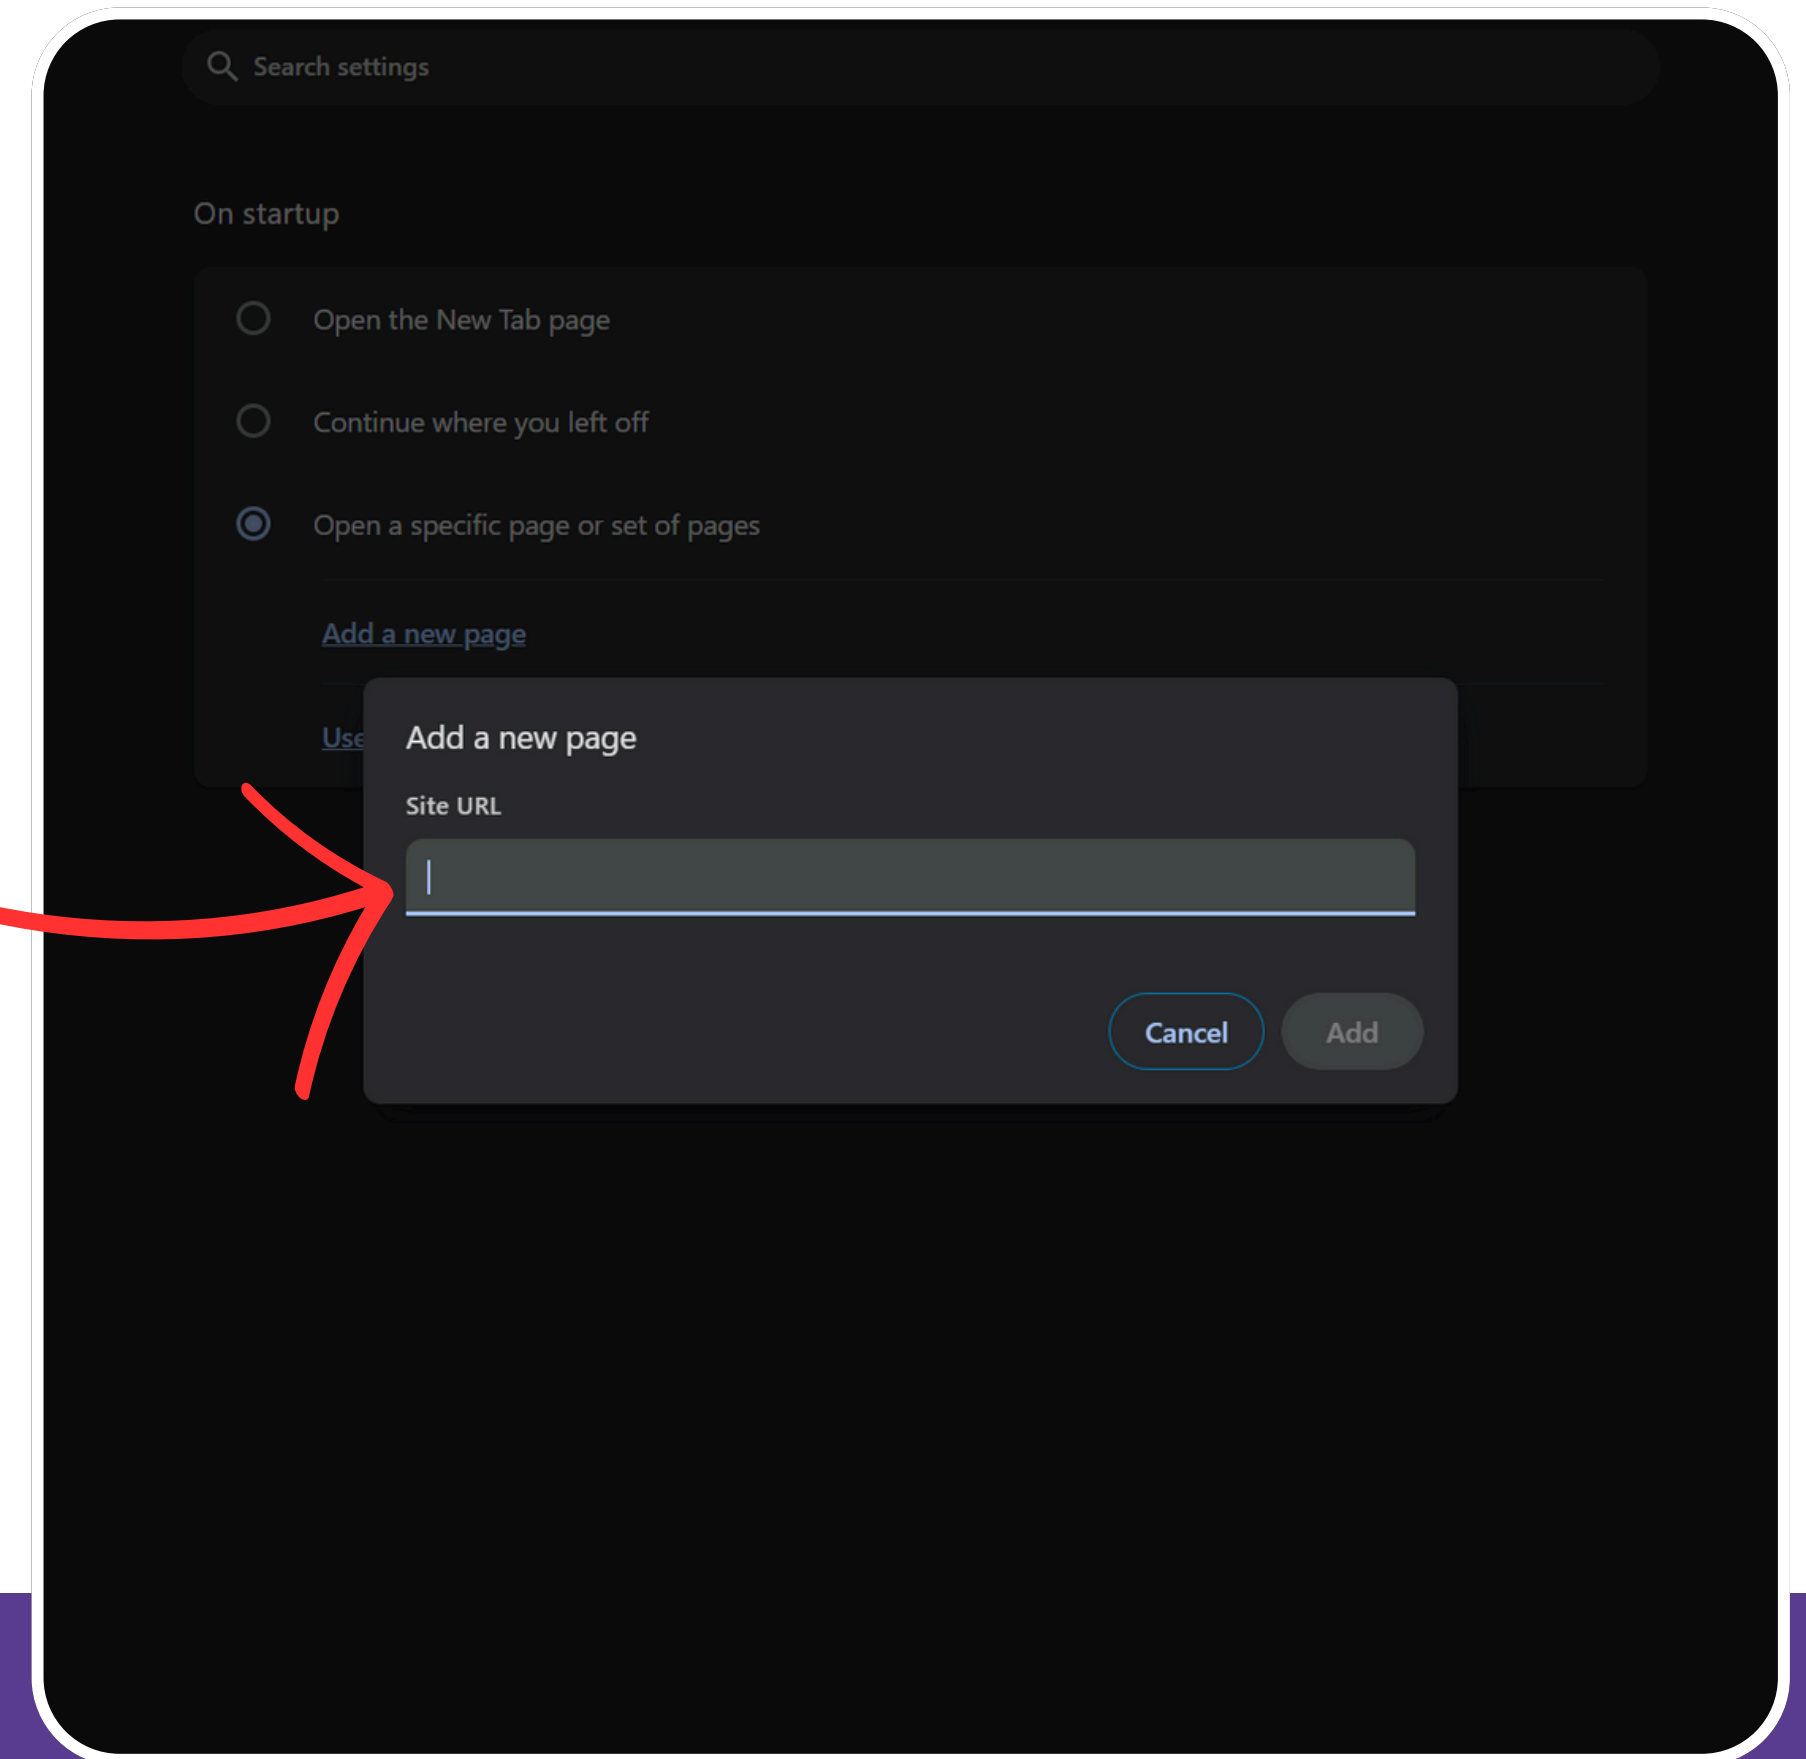 Search settings
On startup
Open the New Tab page
Continue where you left off
Open a specific page or set of pages
Add a new page
Use
Add a new page
Site URL
Cancel
Add